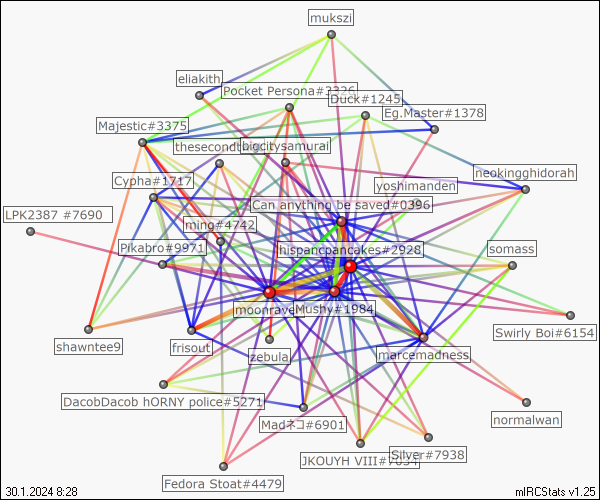 mukszi
eliakith
Pocket Persona#3326
Duck#1245
Eg.Master#1378
Majestic#3375
bigcitysamurai
neokingghidorah
Cypha#1717
yoshimanden
LPK2387 #7690
Can anything be saved#0396
ming#4742
Pikabro#9971
hispancpancakes#2928
somass
Mushy#1984
Swirly Boi#6154
shawntee9
frisout
zebula
marcemadness
DacobDacob hORNY police#5271
normalwan
Madネコ#6901
JKOUYH VIII#7034
Silver#7938
Fedora Stoat#4479
30.1.2024 8:28
mIRCStats v1.25